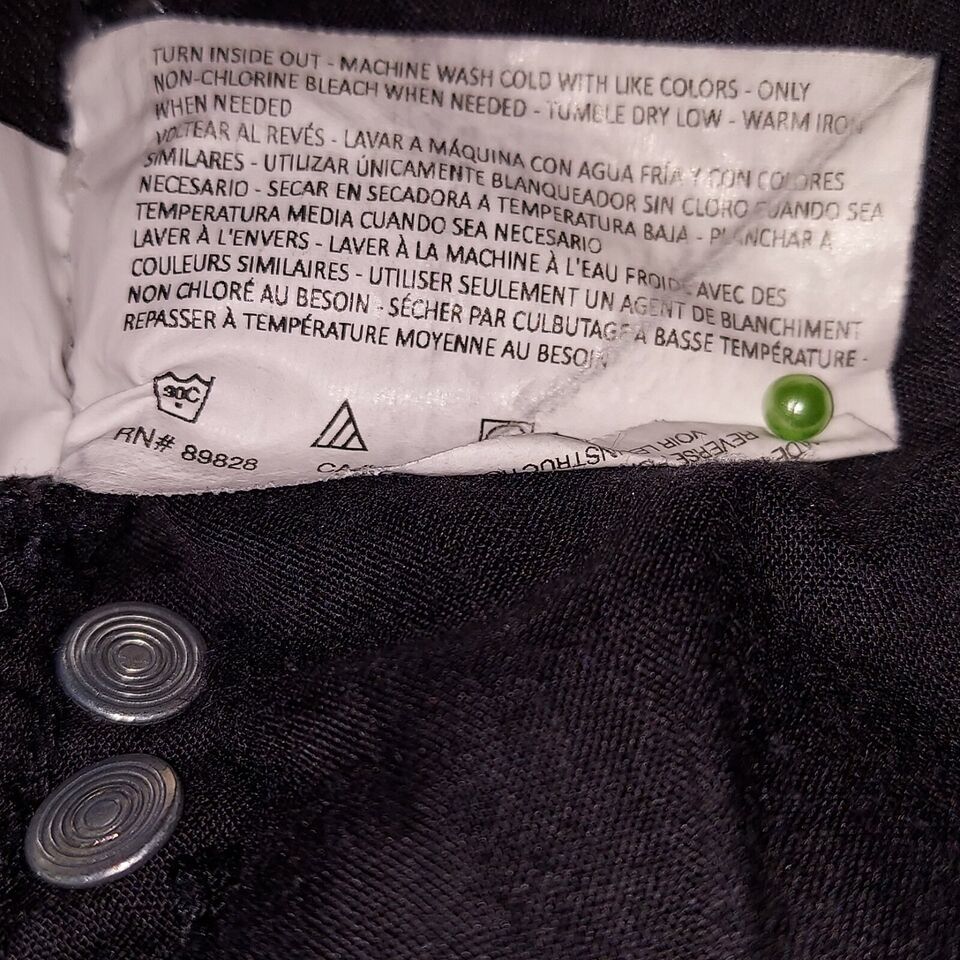 TURN INSIDE OUT - MACHINE WASH COLD WITH LIKE COLORS - ONLY
NON-CHLORINE BLEACH WHEN NEEDED - TUMBLE DRY LOW - WARM IRON
WHEN NEEDED
VOLTEAR AL REVÉS - LAVAR A MÁQUINA CON AGUA FRÍA Y CON COLORES
SIMILARES - UTILIZAR ÚNICAMENTE BLANQUEADOR SIN CLORO CUANDO SEA
NECESARIO - SECAR EN SECADORA A TEMPERATURA BAJA - PLANCHAR A
TEMPERATURA MEDIA CUANDO SEA NECESARIO
LAVER À L'ENVERS - LAVER À LA MACHINE À L'EAU FROIDE AVEC DES
COULEURS SIMILAIRES - UTILISER SEULEMENT UN AGENT DE BLANCHIMENT
NON CHLORÉ AU BESOIN - SÉCHER PAR CULBUTAGE À BASSE TEMPÉRATURE -
REPASSER À TEMPÉRATURE MOYENNE AU BESOIN
30C
RN# 89828